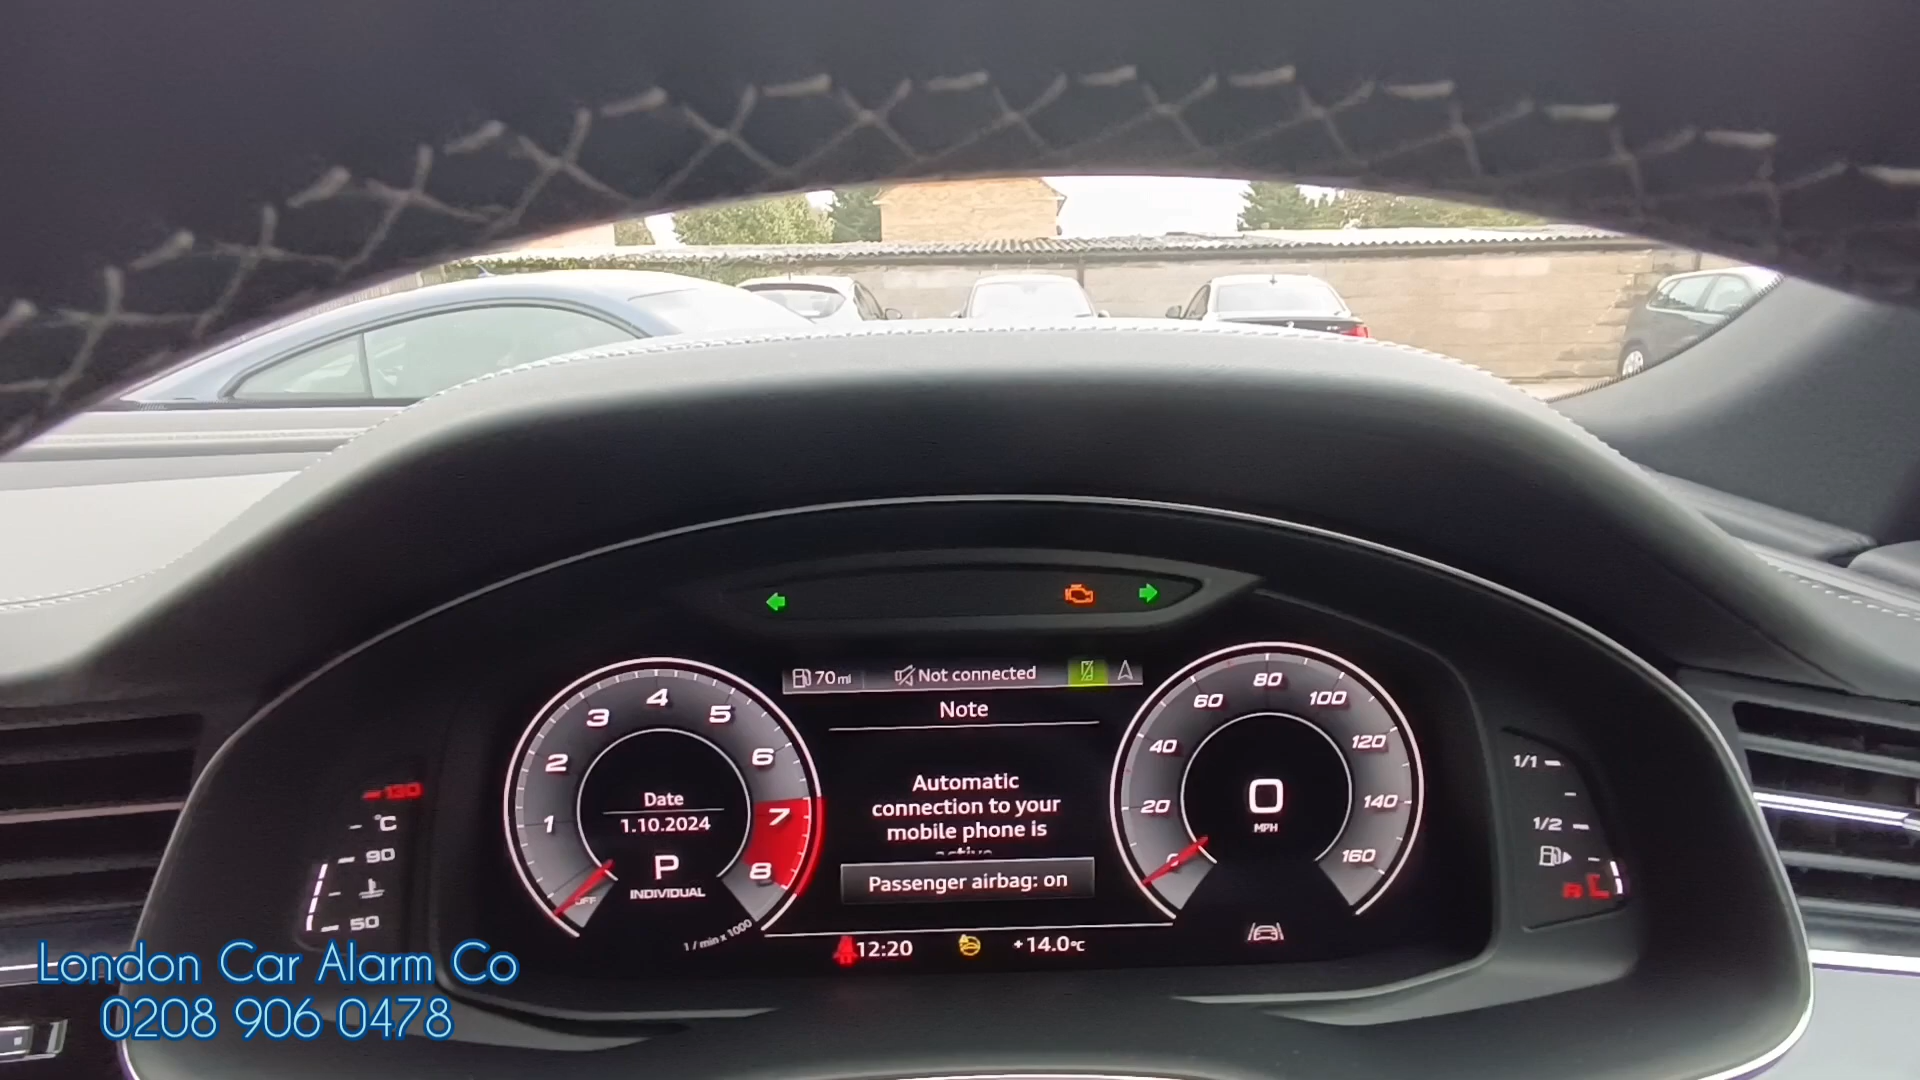 70 mi
Not connected
Note
Automatic
connection to your
mobile phone is
Passenger airbag: on
12:20
+14.0°C
1
2
3
4
5
6
7
8
Date
1.10.2024
P
INDIVIDUAL
OFF
1 / min x 1000
0
20
40
60
80
100
120
140
160
0
MPH
130
°C
90
50
1/1
1/2
R
London Car Alarm Co
0208 906 0478